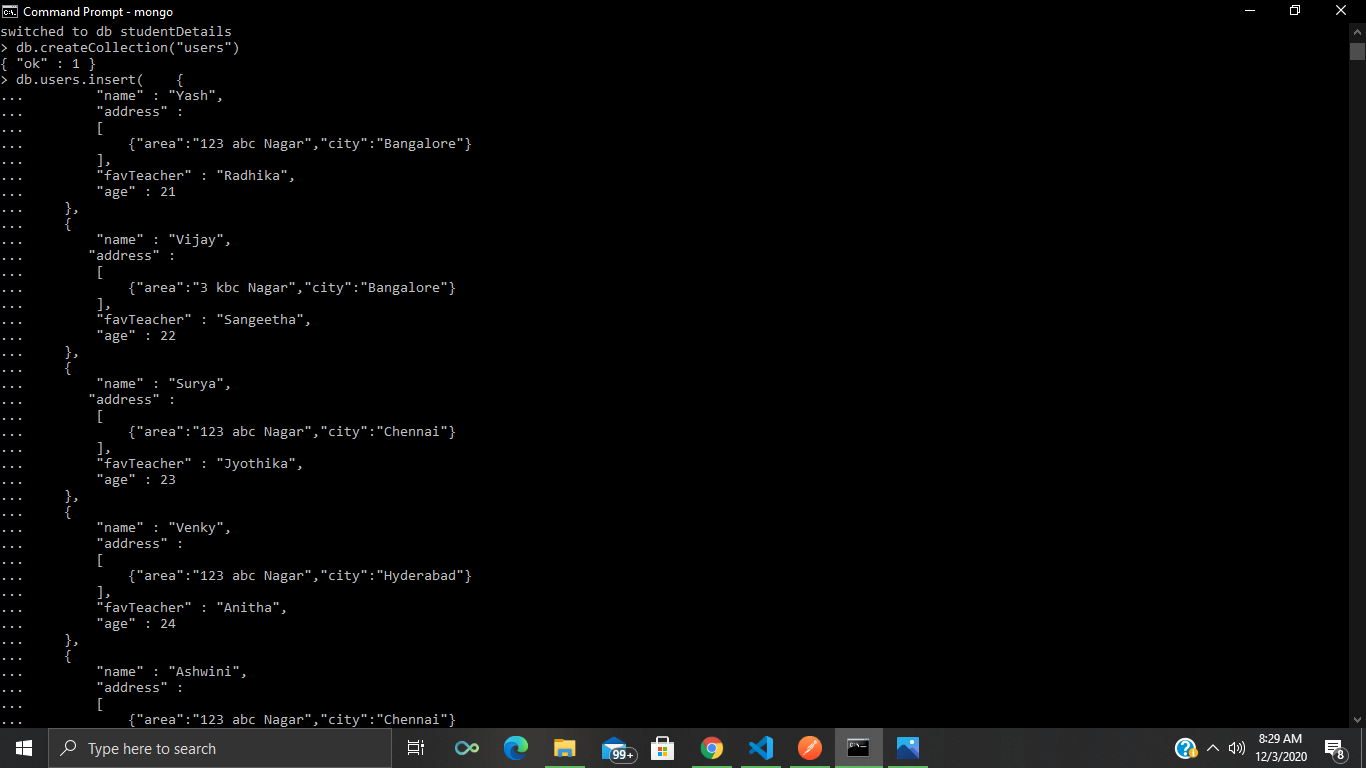 Command Prompt - mongo
switched to db studentDetails
> db.createCollection("users")
{ "ok" : 1 }
> db.users.insert(    {
...         "name" : "Yash",
...         "address" :
...         [
...             {"area":"123 abc Nagar","city":"Bangalore"}
...         ],
...         "favTeacher" : "Radhika",
...         "age" : 21
...     },
...     {
...         "name" : "Vijay",
...        "address" :
...         [
...             {"area":"3 kbc Nagar","city":"Bangalore"}
...         ],
...         "favTeacher" : "Sangeetha",
...         "age" : 22
...     },
...     {
...         "name" : "Surya",
...        "address" :
...         [
...             {"area":"123 abc Nagar","city":"Chennai"}
...         ],
...         "favTeacher" : "Jyothika",
...         "age" : 23
...     },
...     {
...         "name" : "Venky",
...         "address" :
...         [
...             {"area":"123 abc Nagar","city":"Hyderabad"}
...         ],
...         "favTeacher" : "Anitha",
...         "age" : 24
...     },
...     {
...         "name" : "Ashwini",
...         "address" :
...         [
...             {"area":"123 abc Nagar","city":"Chennai"}
Type here to search
99+
8:29 AM
12/3/2020
8